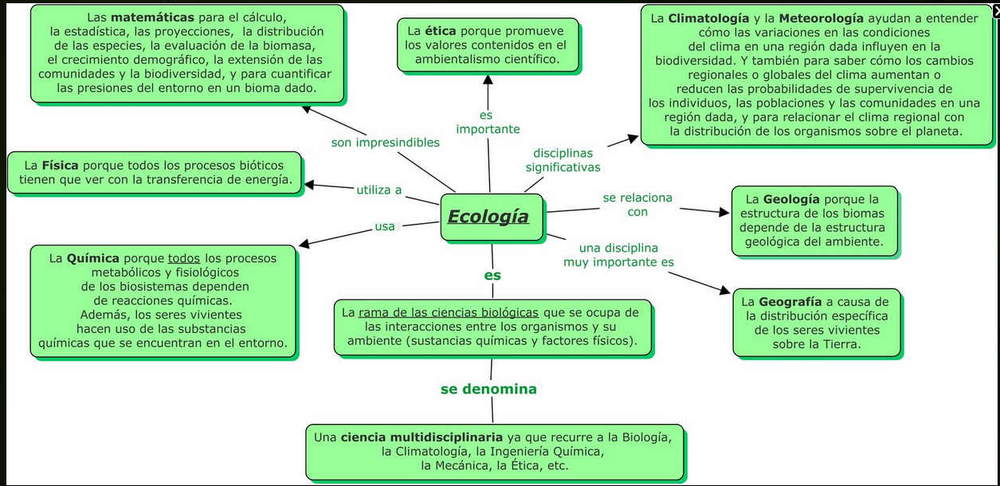 Las matemáticas para el cálculo,
la estadística, las proyecciones, la distribución
de las especies, la evaluación de la biomasa,
el crecimiento demográfico, la extensión de las
comunidades y la biodiversidad, y para cuantificar
las presiones del entorno en un bioma dado.
La ética porque promueve
los valores contenidos en el
ambientalismo científico.
La Climatología y la Meteorología ayudan a entender
cómo las variaciones en las condiciones
del clima en una región dada influyen en la
biodiversidad. Y también para saber cómo los cambios
regionales o globales del clima aumentan o
reducen las probabilidades de supervivencia de
los individuos, las poblaciones y las comunidades en una
región dada, y para relacionar el clima regional con
la distribución de los organismos sobre el planeta.
son impresindibles
es
importante
disciplinas
significativas
La Física porque todos los procesos bióticos
tienen que ver con la transferencia de energía.
utiliza a
Ecología
se relaciona
con
La Geología porque la
estructura de los biomas
depende de la estructura
geológica del ambiente.
usa
La Química porque todos los procesos
metabólicos y fisiológicos
de los biosistemas dependen
de reacciones químicas.
Además, los seres vivientes
hacen uso de las substancias
químicas que se encuentran en el entorno.
una disciplina
muy importante es
La Geografía a causa de
la distribución específica
de los seres vivientes
sobre la Tierra.
es
La rama de las ciencias biológicas que se ocupa de
las interacciones entre los organismos y su
ambiente (sustancias químicas y factores físicos).
se denomina
Una ciencia multidisciplinaria ya que recurre a la Biología,
la Climatología, la Ingeniería Química,
la Mecánica, la Ética, etc.